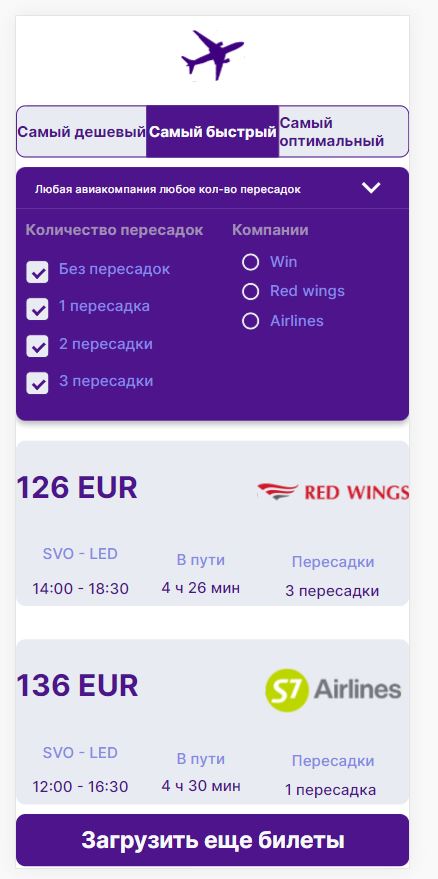 Самый дешевый
Самый быстрый
Самый
оптимальный
Любая авиакомпания любое кол-во пересадок
Количество пересадок
Без пересадок
1 пересадка
2 пересадки
3 пересадки
Компании
Win
Red wings
Airlines
126 EUR
RED WINGS
SVO - LED
14:00 - 18:30
В пути
4 ч 26 мин
Пересадки
3 пересадки
136 EUR
S7 Airlines
SVO - LED
12:00 - 16:30
В пути
4 ч 30 мин
Пересадки
1 пересадка
Загрузить еще билеты